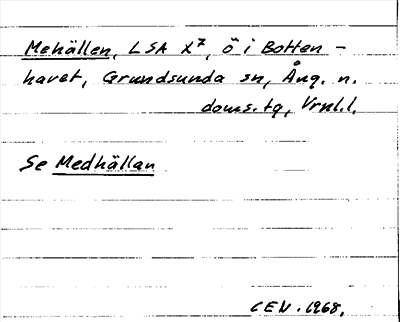 Mehällen, LSA X7, ö i Botten-
havet, Grundsunda sn, Ång. n.
doms.tg, Vrnl.l.
Se Medhällan
CEN. 1968.